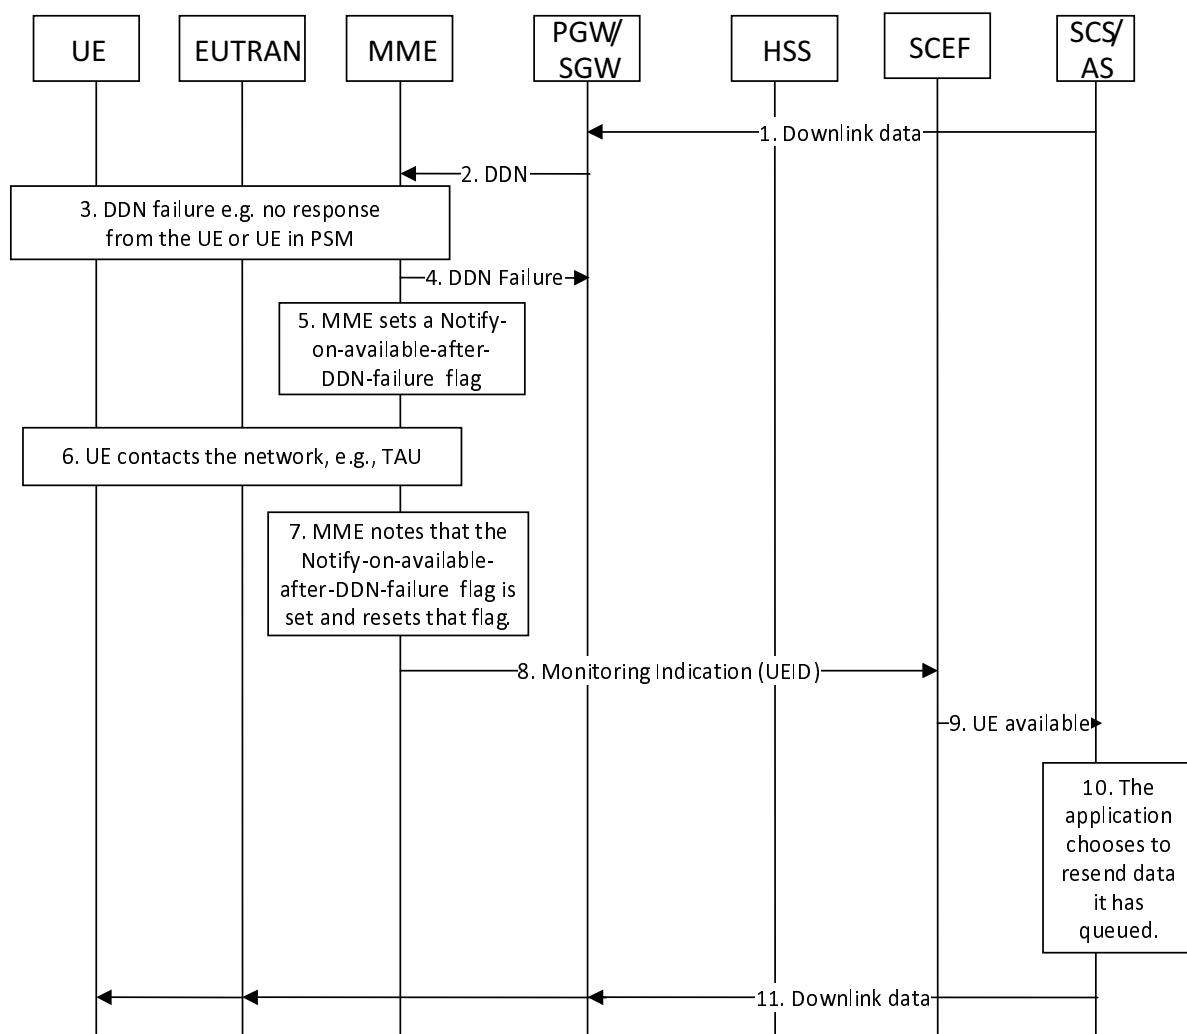 UE
EUTRAN
MME
PGW/
SGW
HSS
SCEF
SCS/
AS
1. Downlink data
2. DDN
3. DDN failure e.g. no response
from the UE or UE in PSM
4. DDN Failure
5. MME sets a Notify-
on-available-after-
DDN-failure flag
6. UE contacts the network, e.g., TAU
7. MME notes that the
Notify-on-available-
after-DDN-failure flag is
set and resets that flag.
8. Monitoring Indication (UEID)
9. UE available
10. The
application
chooses to
resend data
it has
queued.
11. Downlink data